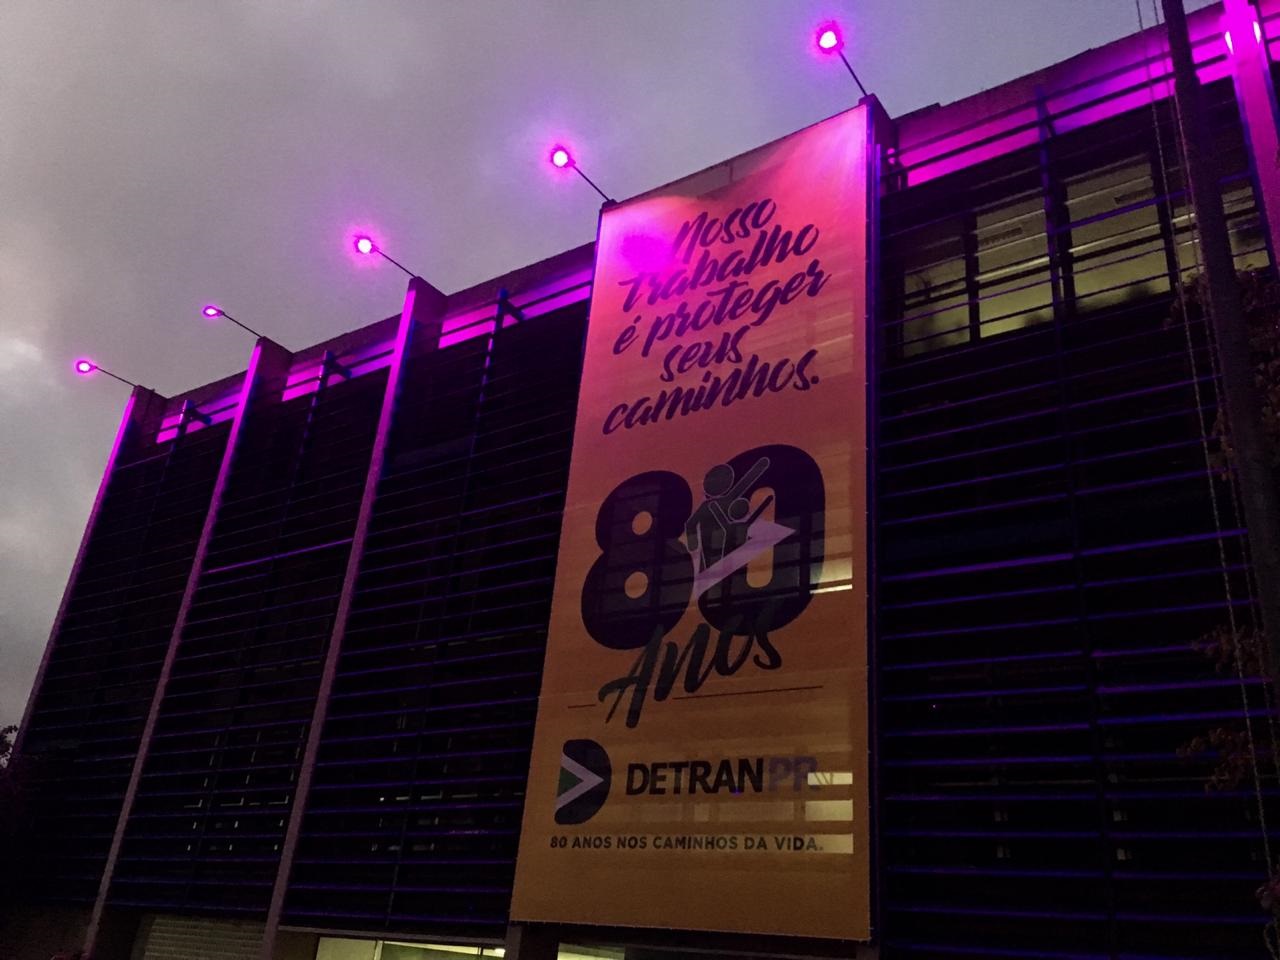 Nosso
trabalho
é proteger
seus
caminhos.
80
Anos
DETRANPR
80 ANOS NOS CAMINHOS DA VIDA.